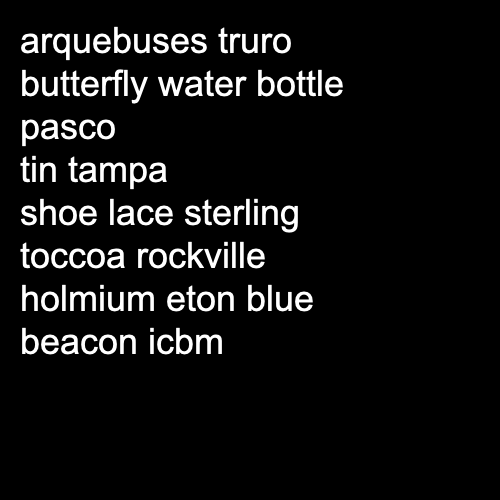 arquebuses truro
butterfly water bottle
pasco
tin tampa
shoe lace sterling
toccoa rockville
holmium eton blue
beacon icbm